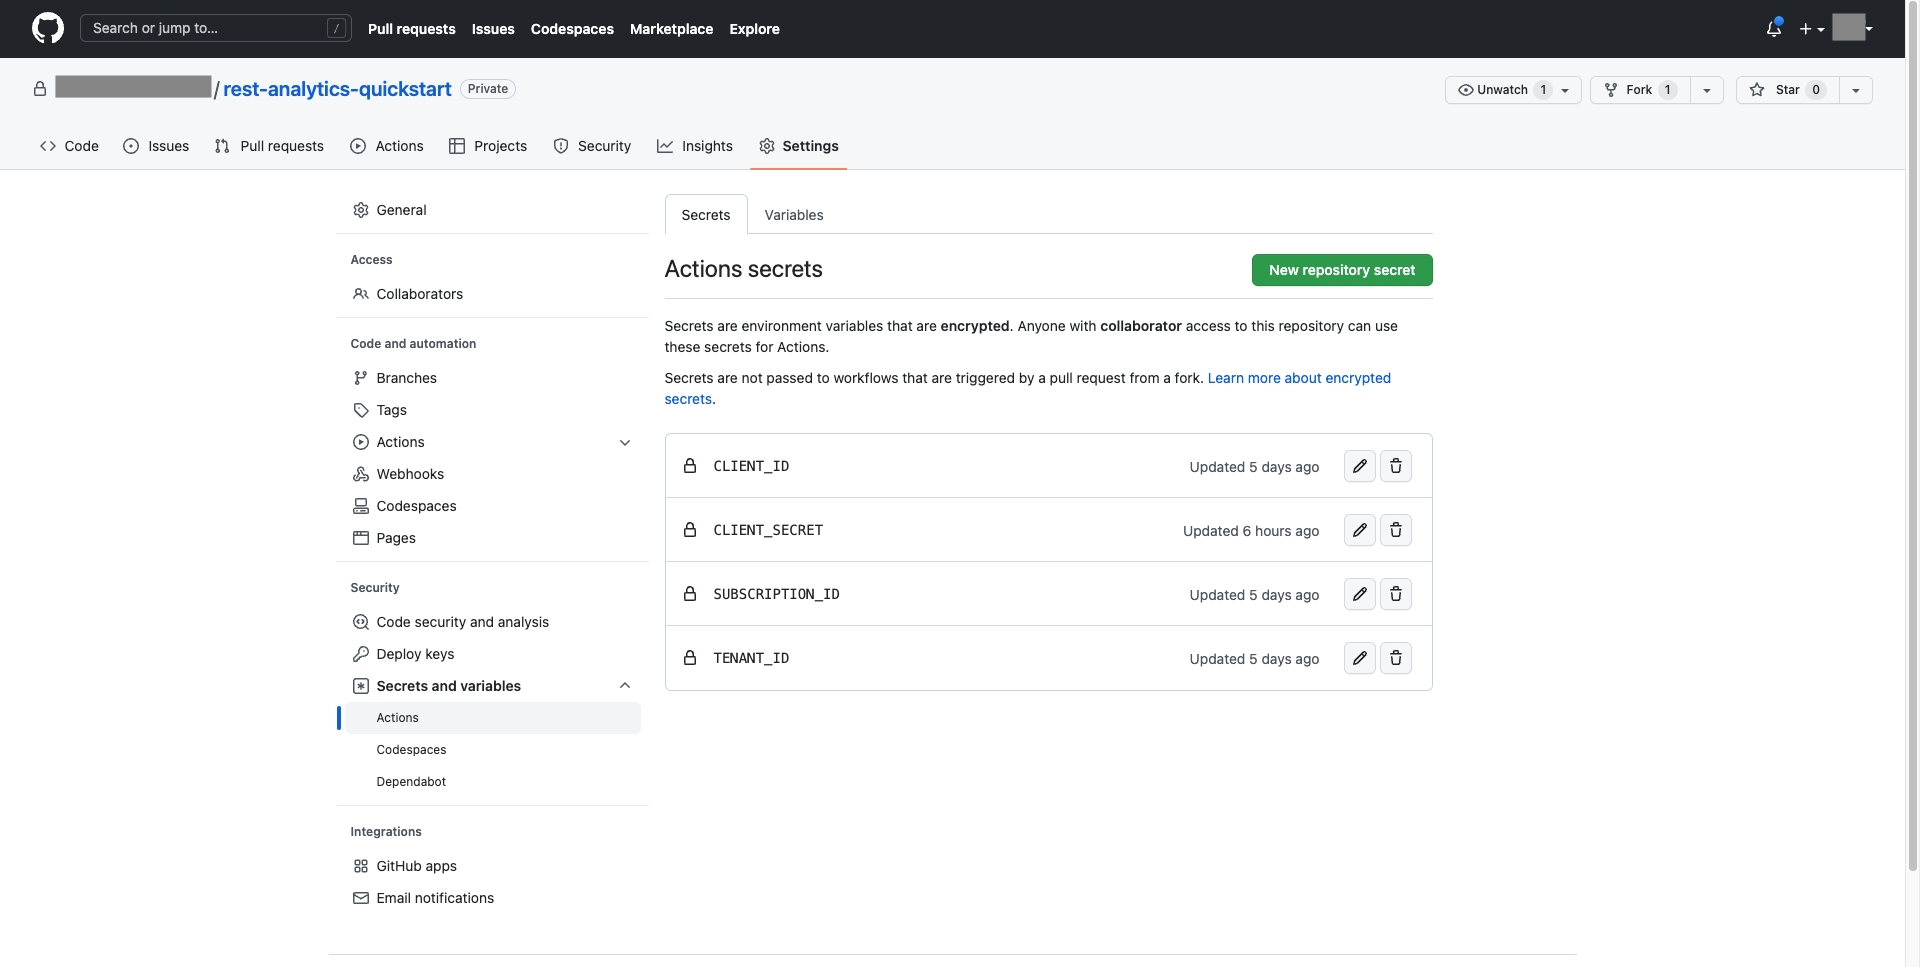 Search or jump to... /
Pull requests Issues Codespaces Marketplace Explore
/ rest-analytics-quickstart Private
Unwatch 1 Fork 1 Star 0
Code Issues Pull requests Actions Projects Security Insights Settings
General
Access
Collaborators
Code and automation
Branches
Tags
Actions
Webhooks
Codespaces
Pages
Security
Code security and analysis
Deploy keys
Secrets and variables
Actions
Codespaces
Dependabot
Integrations
GitHub apps
Email notifications
Secrets Variables
Actions secrets New repository secret
Secrets are environment variables that are encrypted. Anyone with collaborator access to this repository can use
these secrets for Actions.
Secrets are not passed to workflows that are triggered by a pull request from a fork. Learn more about encrypted
secrets.
CLIENT_ID Updated 5 days ago
CLIENT_SECRET Updated 6 hours ago
SUBSCRIPTION_ID Updated 5 days ago
TENANT_ID Updated 5 days ago